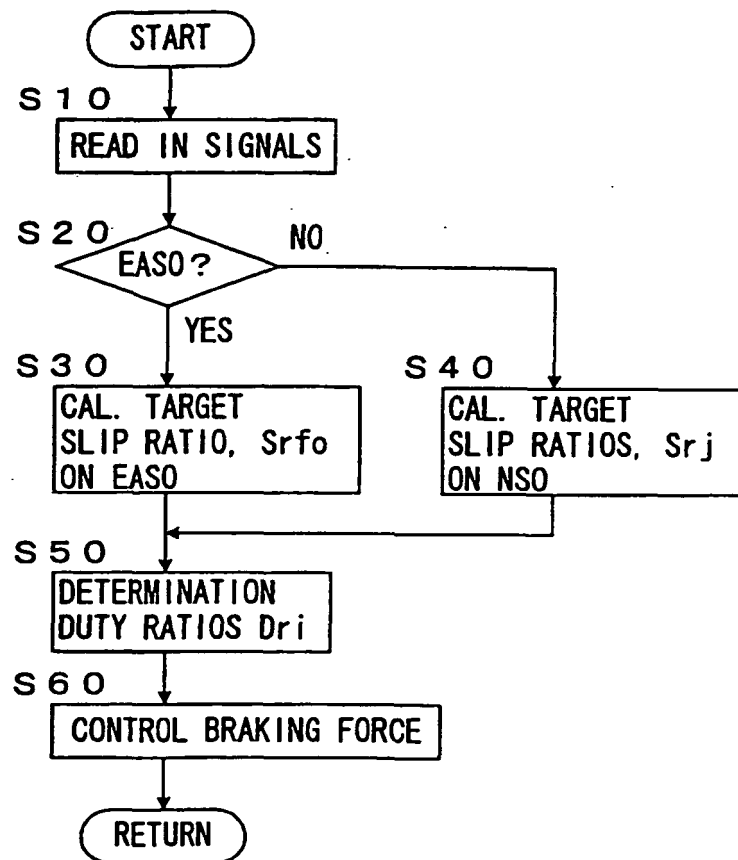 START
S10
READ IN SIGNALS
S20
EASO?
NO
YES
S30
CAL. TARGET
SLIP RATIO, Srfo
ON EASO
S40
CAL. TARGET
SLIP RATIOS, Srj
ON NSO
S50
DETERMINATION
DUTY RATIOS Dri
S60
CONTROL BRAKING FORCE
RETURN